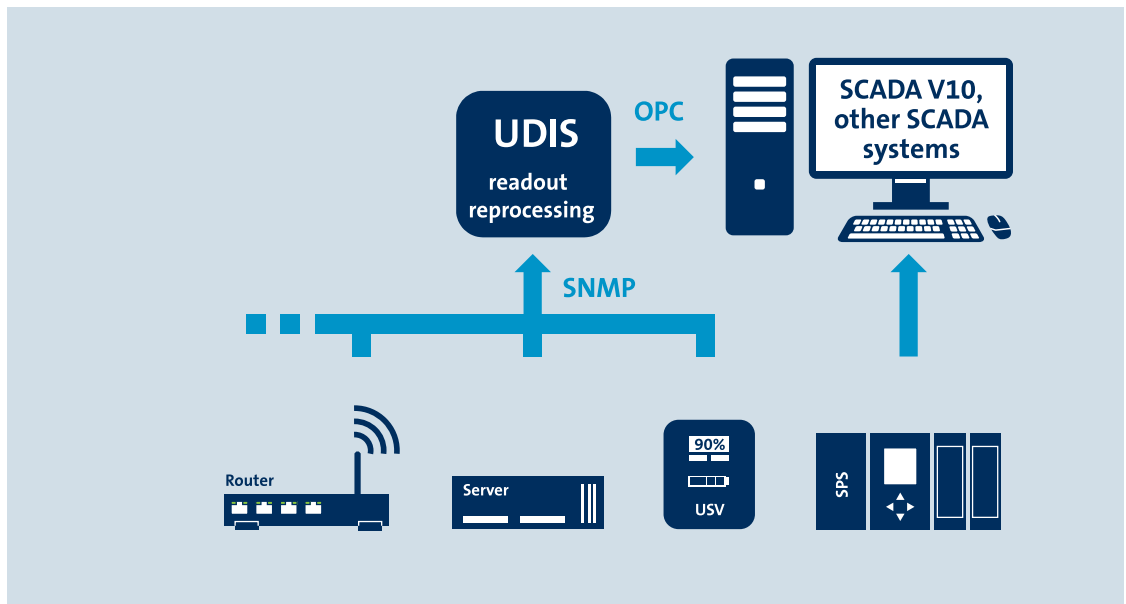 UDIS
readout
reprocessing
OPC
SCADA V10,
other SCADA
systems
SNMP
Router
Server
90%
USV
SPS